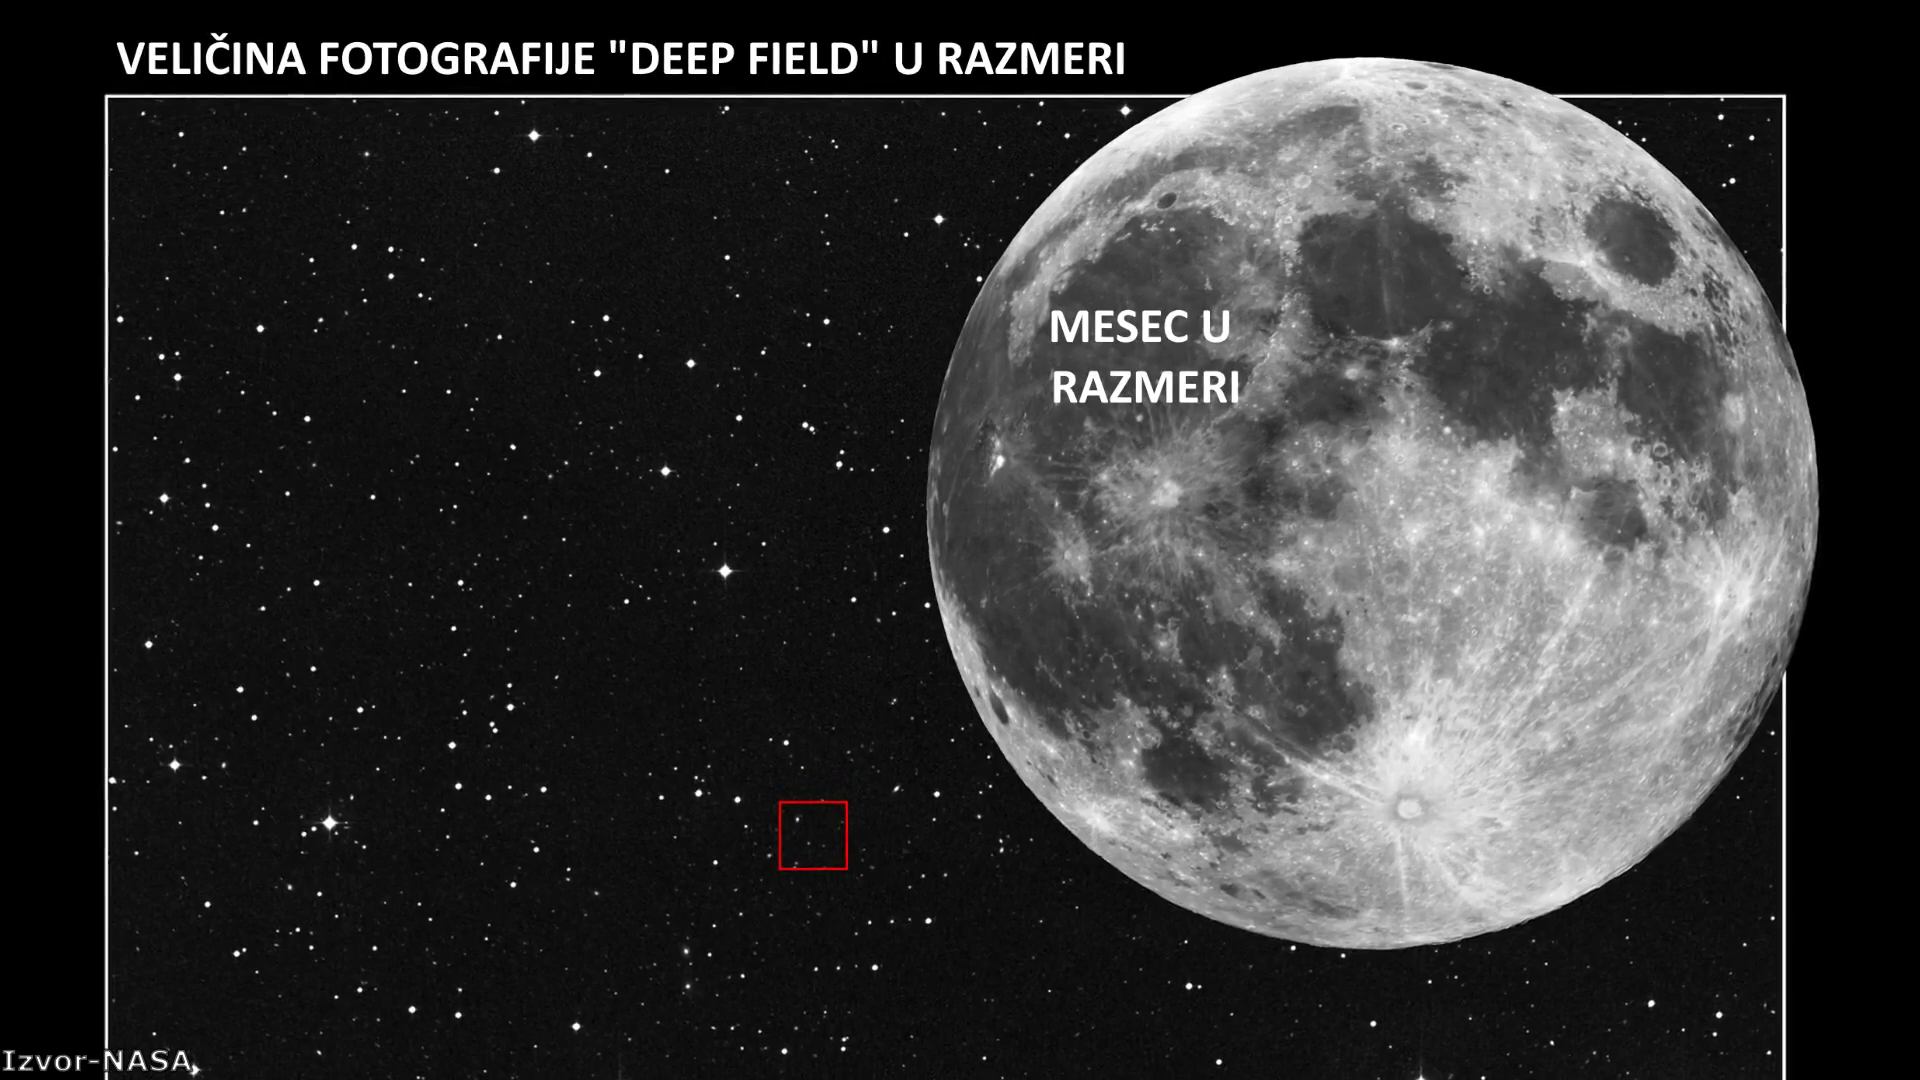 VELIČINA FOTOGRAFIJE "DEEP FIELD" U RAZMERI
MESEC U
RAZMERI
Izvor-NASA